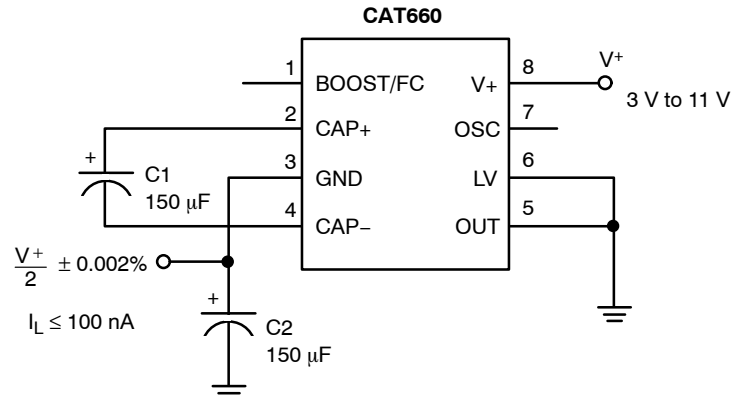 CAT660
1
BOOST/FC
V+
8
V+
3 V to 11 V
2
CAP+
OSC
7
+
C1
150 μF
3
GND
LV
6
4
CAP−
OUT
5
V+
2
± 0.002%
IL ≤ 100 nA
+
C2
150 μF